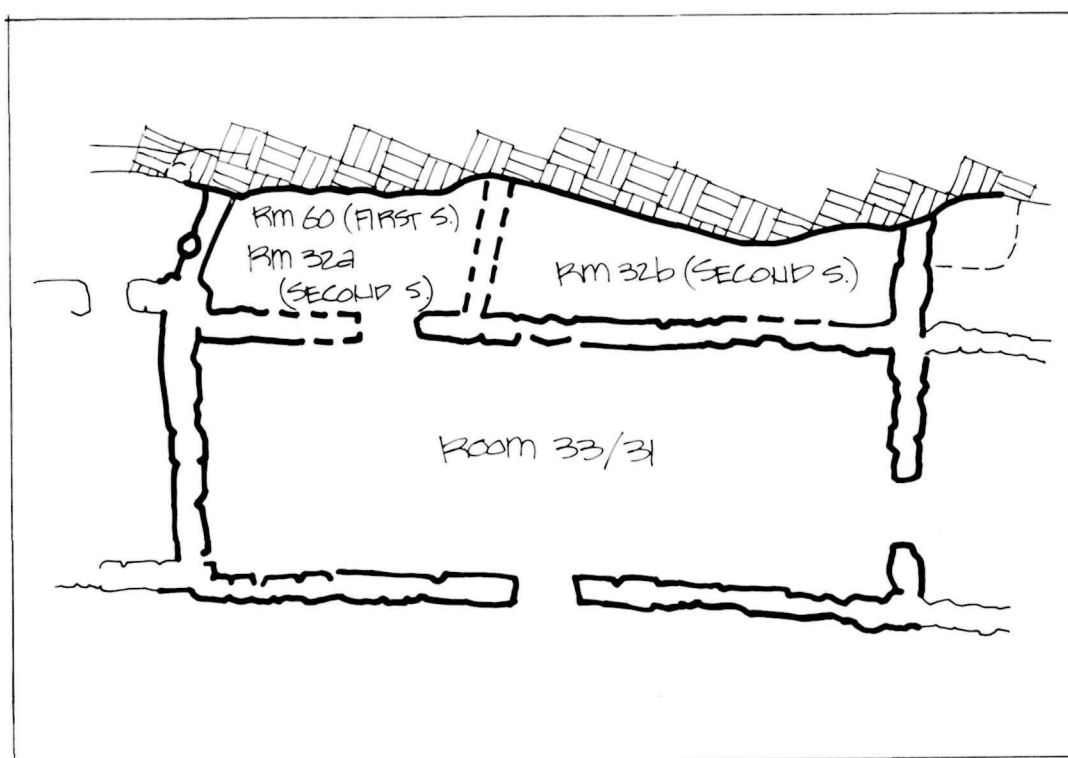 Rm 60 (FIRST S.)
Rm 32a
(SECOND S.)
Rm 32b (SECOND S.)
ROOM 33/31